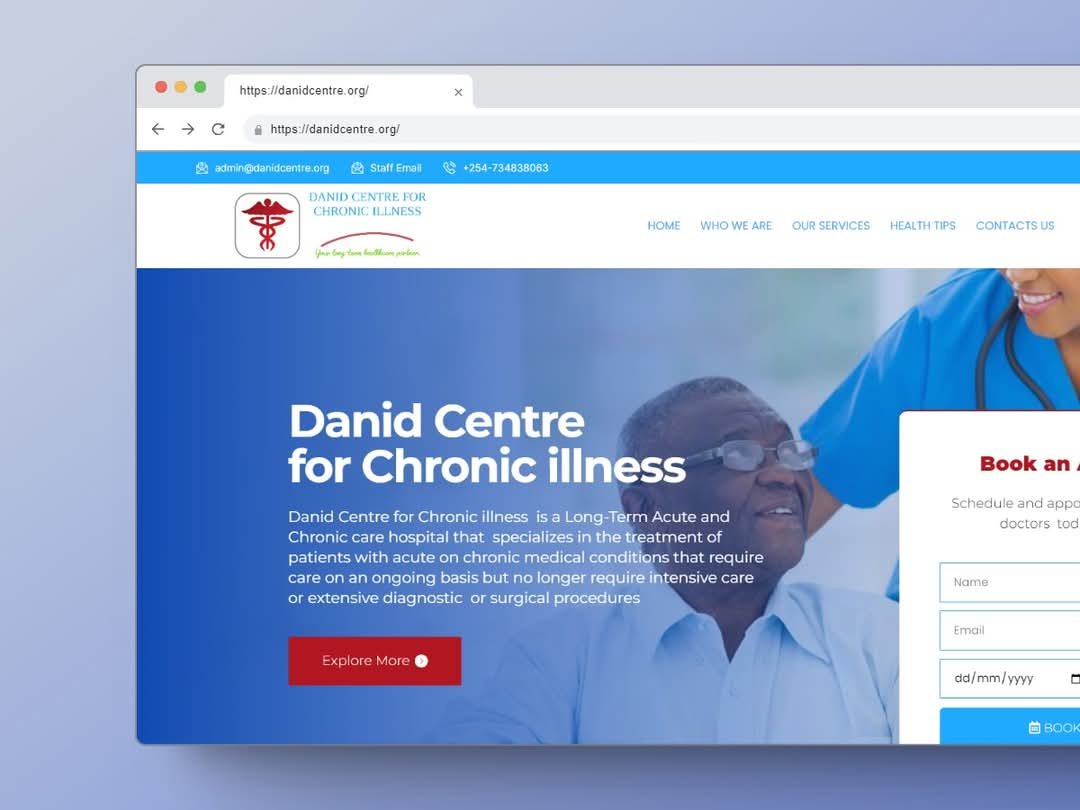 https://danidcentre.org/
https://danidcentre.org/
admin@danidcentre.org Staff Email +254-734838063
DANID CENTRE FOR
CHRONIC ILLNESS
Your long-term healthcare partner.
HOME WHO WE ARE OUR SERVICES HEALTH TIPS CONTACTS US
Danid Centre
for Chronic illness
Danid Centre for Chronic illness is a Long-Term Acute and
Chronic care hospital that specializes in the treatment of
patients with acute on chronic medical conditions that require
care on an ongoing basis but no longer require intensive care
or extensive diagnostic or surgical procedures
Explore More
Book an A
Schedule and appo
doctors tod
Name
Email
dd/mm/yyyy
BOOK